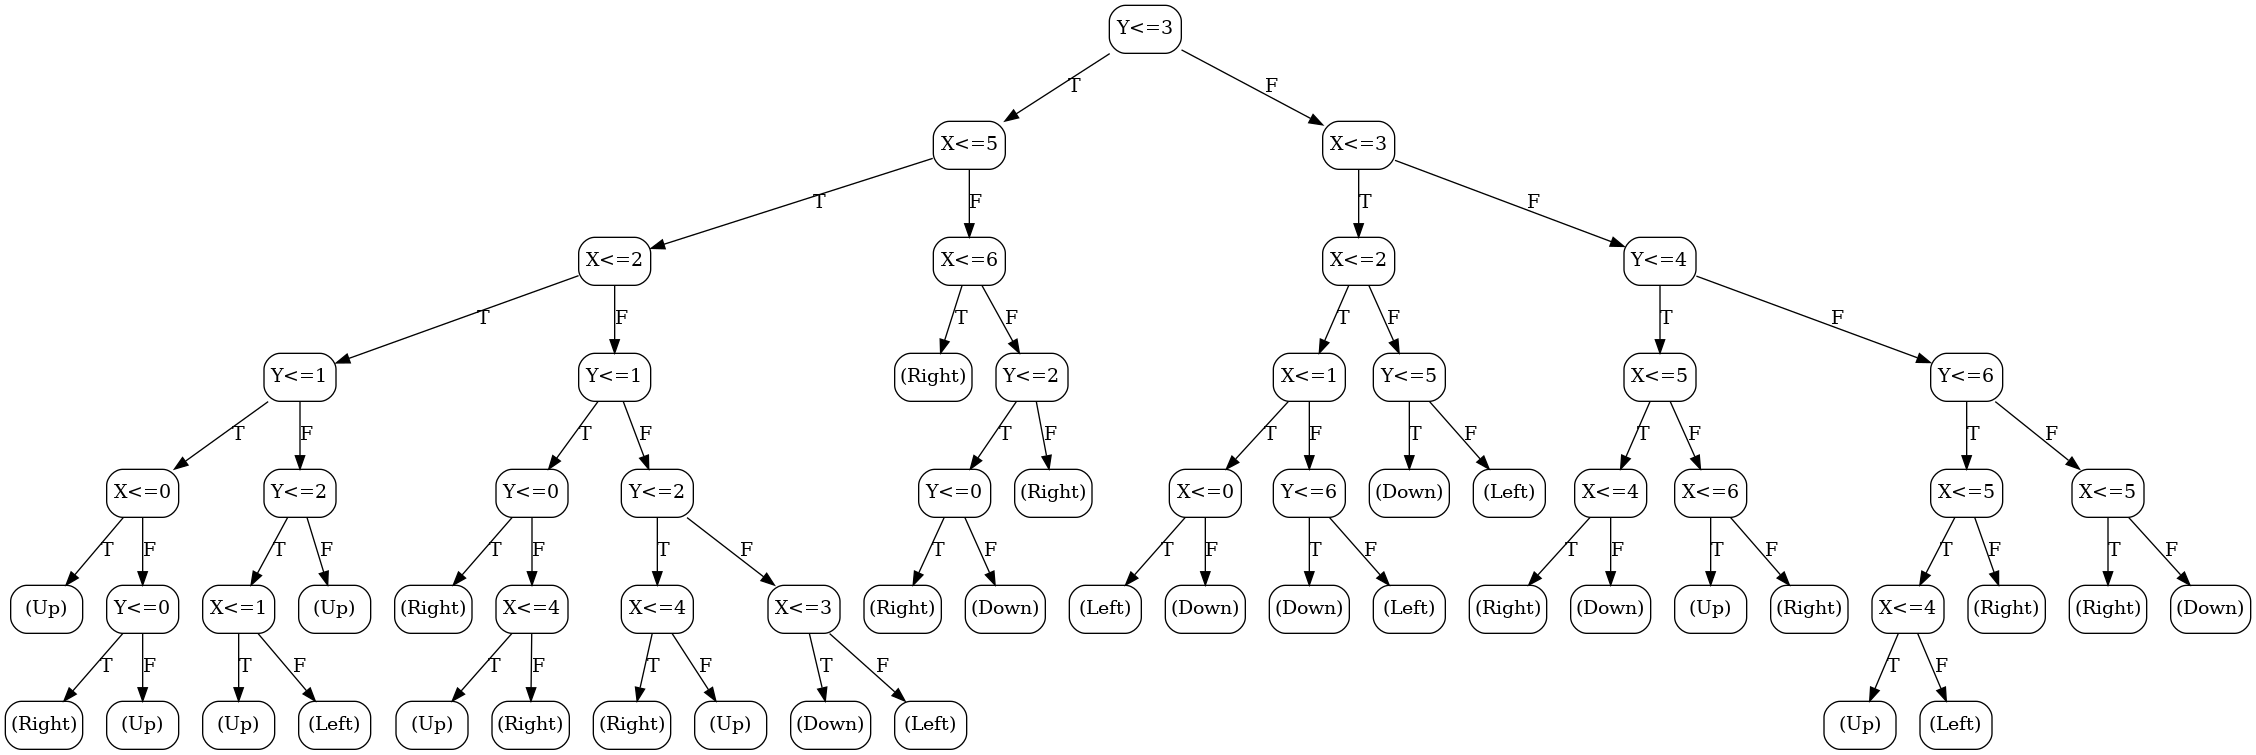 Y<=3
T F
X<=5 X<=3
T F T F
X<=2 X<=6 X<=2 Y<=4
T F T F T F T F
Y<=1 Y<=1 (Right) Y<=2 X<=1 Y<=5 X<=5 Y<=6
T F T F T F T F T F T F T F
X<=0 Y<=2 Y<=0 Y<=2 Y<=0 (Right) X<=0 Y<=6 (Down) (Left) X<=4 X<=6 X<=5 X<=5
T F T F T F T F T F T F T F T F T F T F T F
(Up) Y<=0 X<=1 (Up) (Right) X<=4 X<=4 X<=3 (Right) (Down) (Left) (Down) (Down) (Left) (Right) (Down) (Up) (Right) X<=4 (Right) (Right) (Down)
T F T F T F T F T F T F
(Right) (Up) (Up) (Left) (Up) (Right) (Right) (Up) (Down) (Left) (Up) (Left)